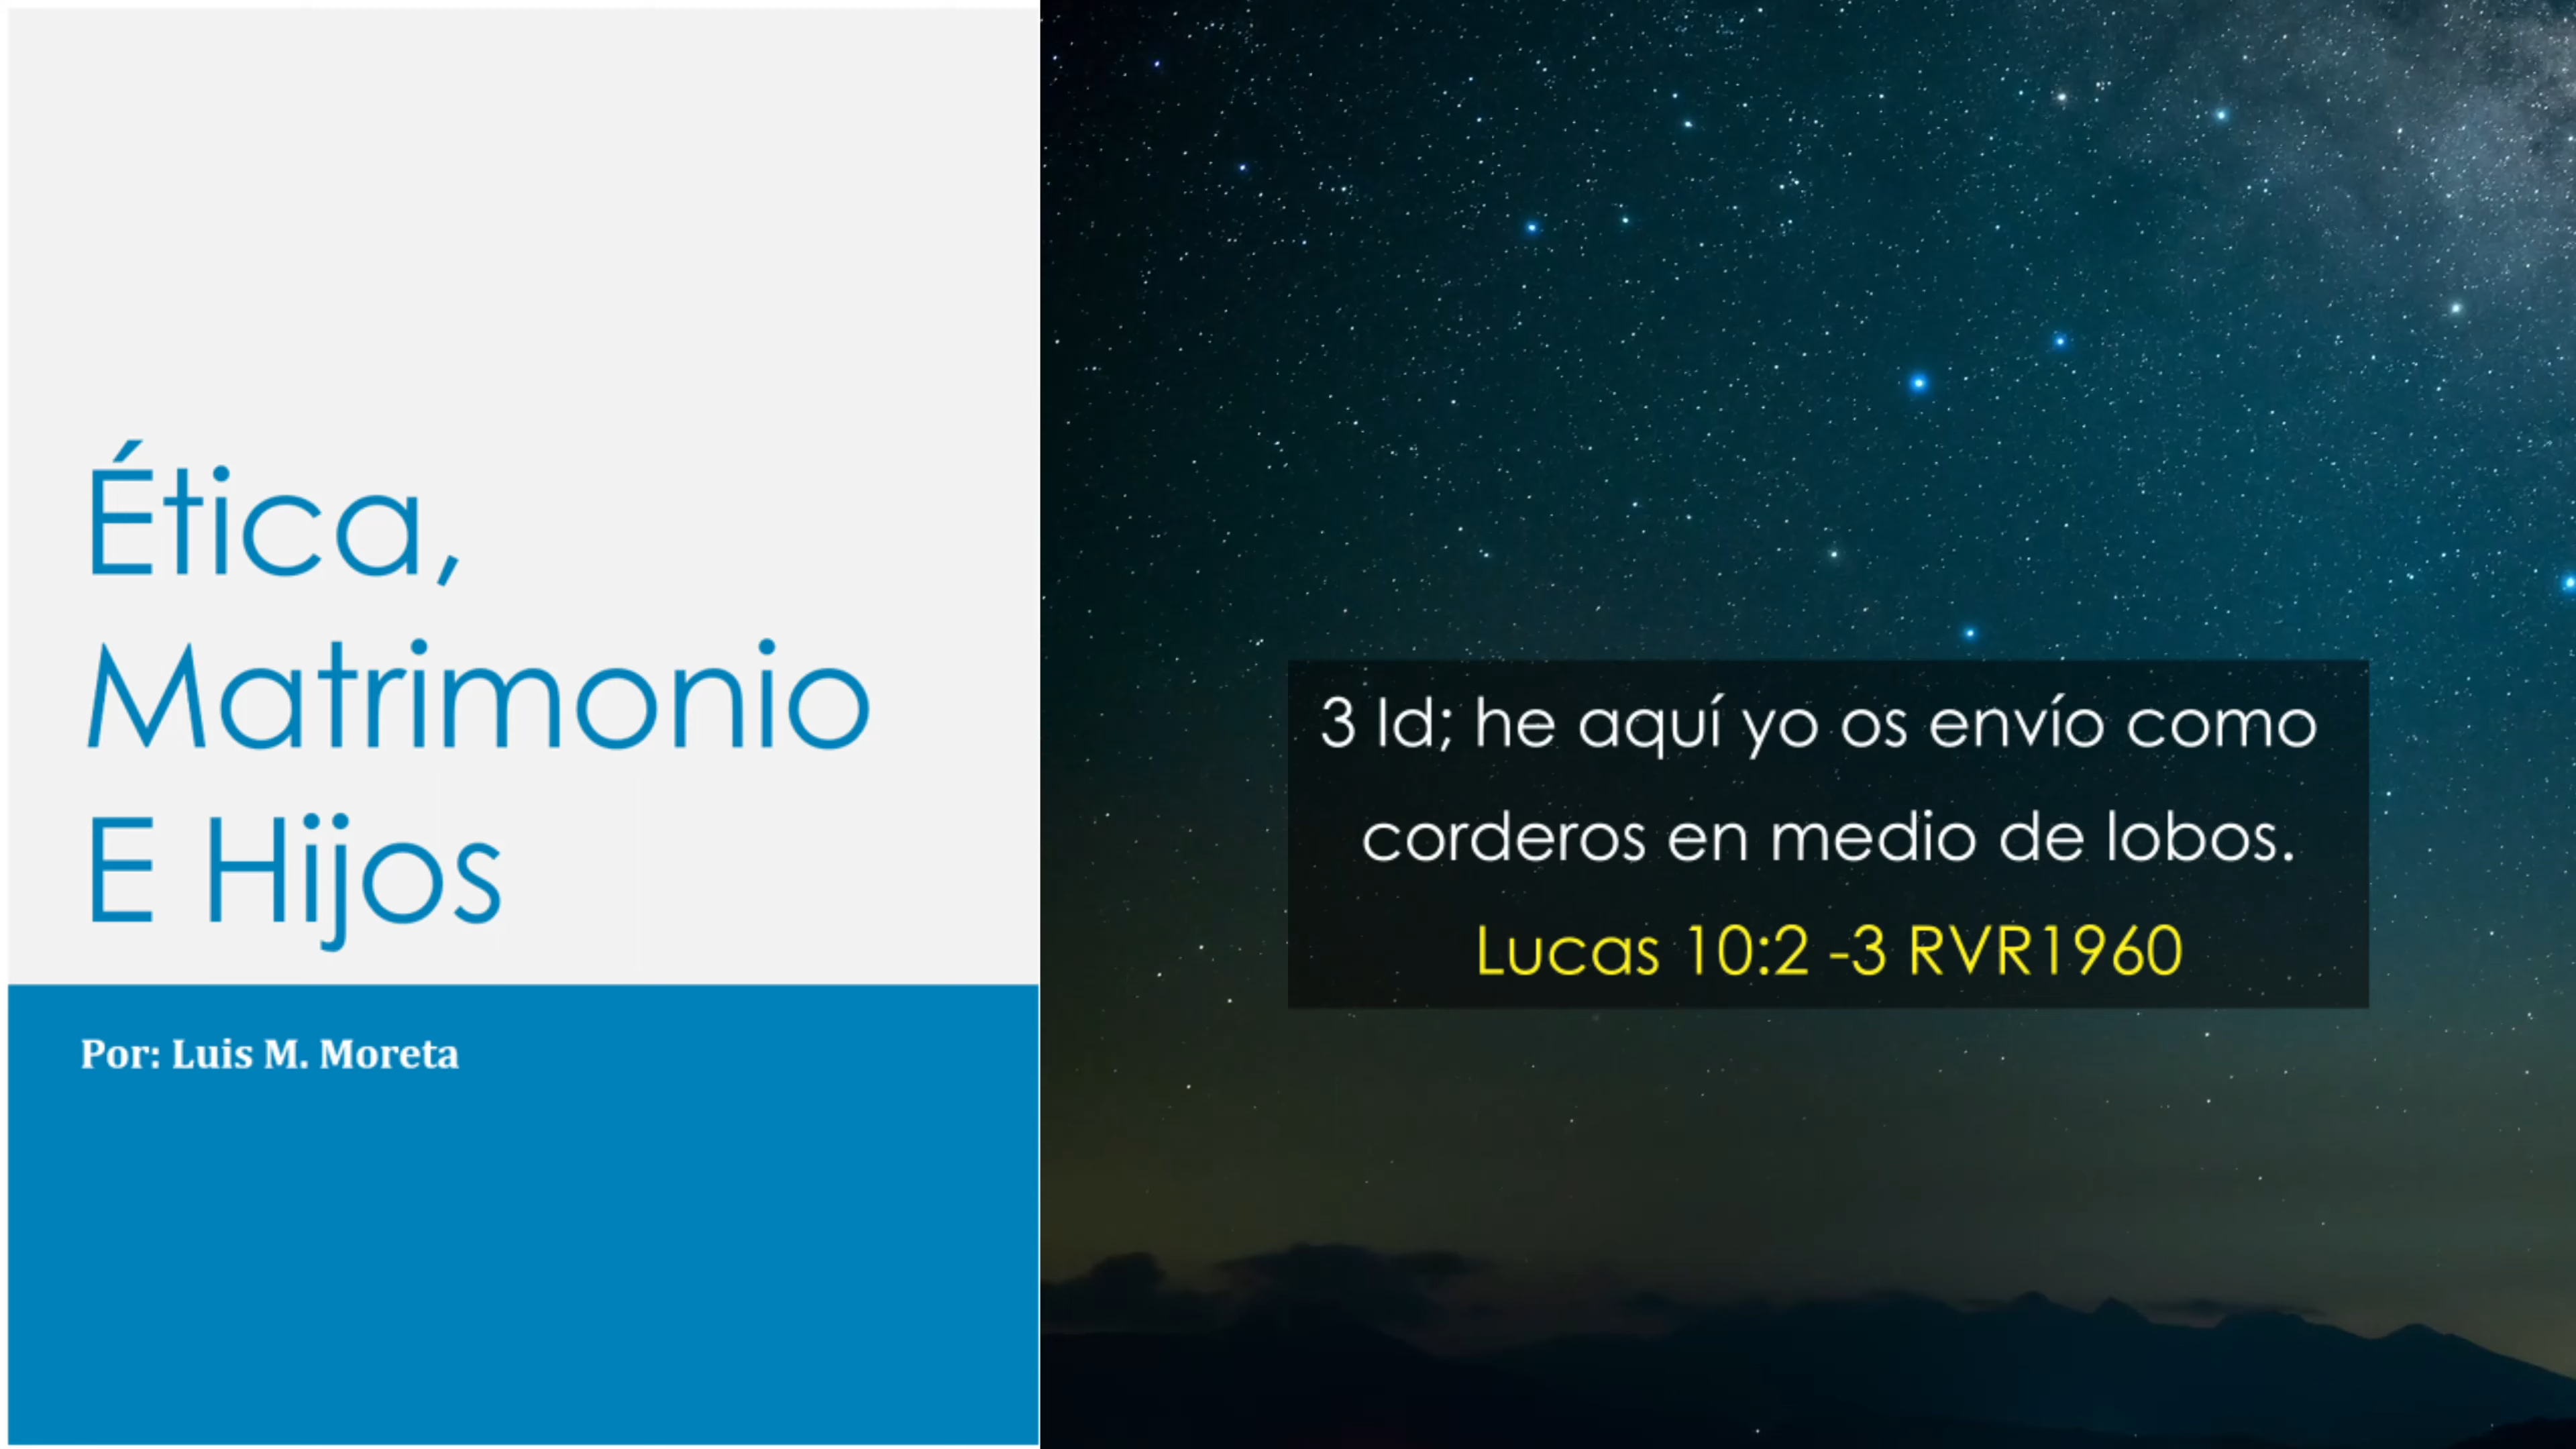 Ética,
Matrimonio
E Hijos
Por: Luis M. Moreta
3 Id; he aquí yo os envío como
corderos en medio de lobos.
Lucas 10:2 -3 RVR1960